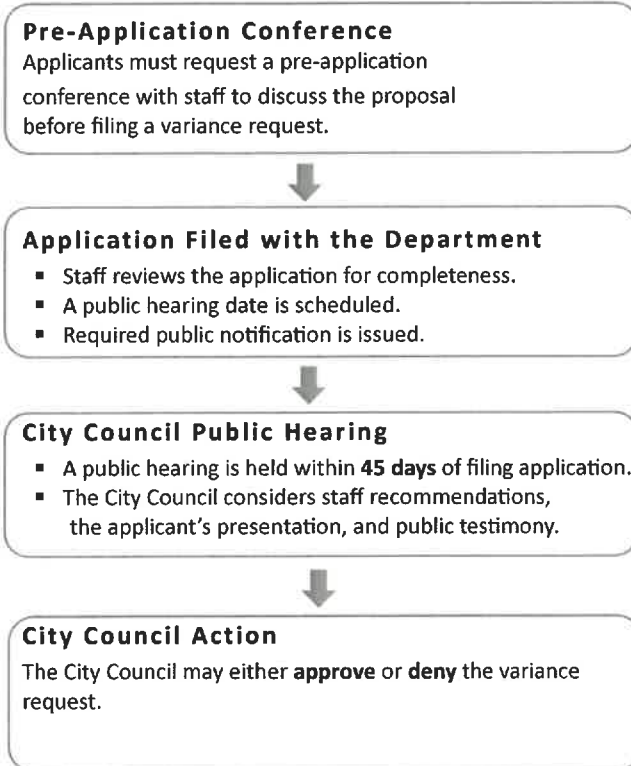 Pre-Application Conference
Applicants must request a pre-application
conference with staff to discuss the proposal
before filing a variance request.
Application Filed with the Department
▪ Staff reviews the application for completeness.
▪ A public hearing date is scheduled.
▪ Required public notification is issued.
City Council Public Hearing
▪ A public hearing is held within 45 days of filing application.
▪ The City Council considers staff recommendations,
the applicant's presentation, and public testimony.
City Council Action
The City Council may either approve or deny the variance
request.